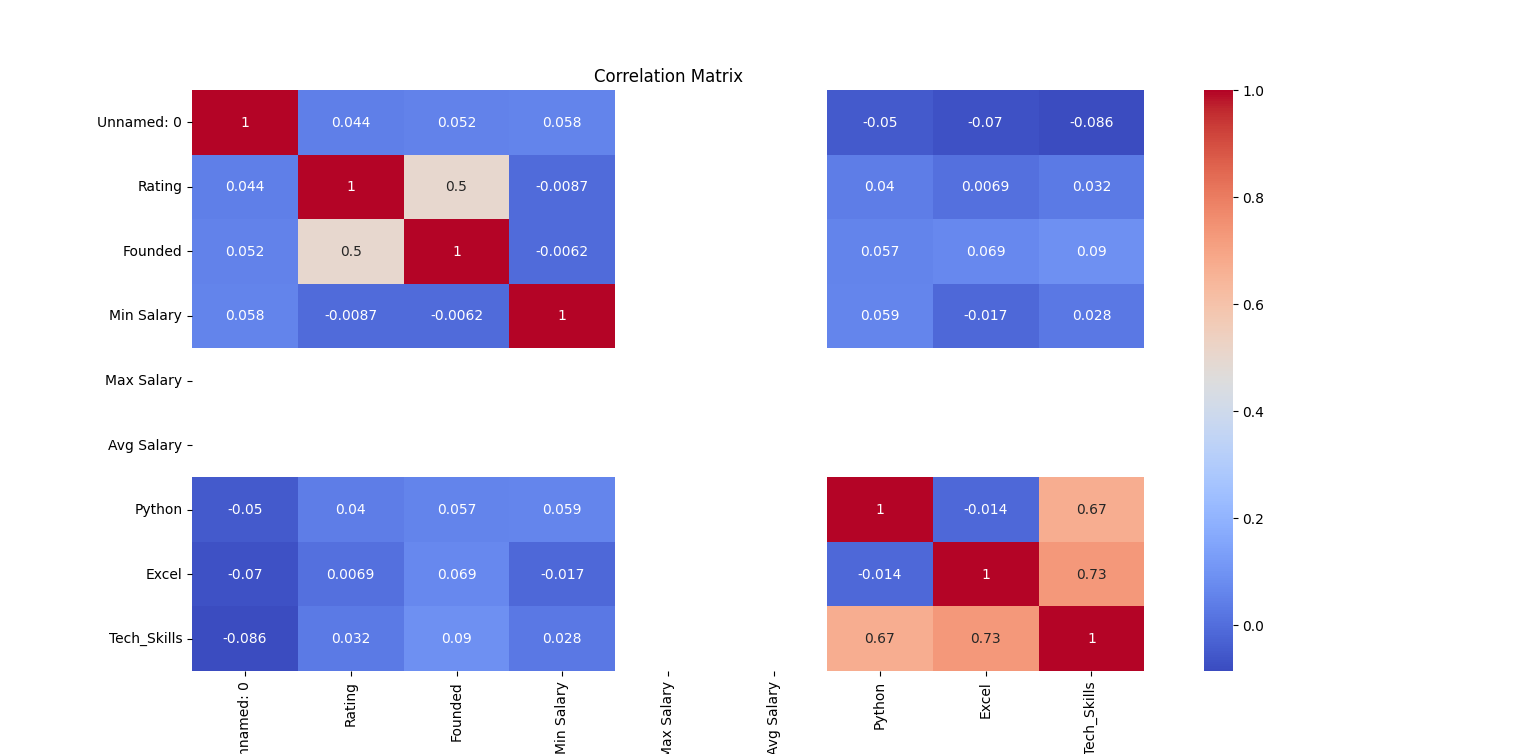 Correlation Matrix
Unnamed: 0 1 0.044 0.052 0.058 -0.05 -0.07 -0.086 1.0
Rating 0.044 1 0.5 -0.0087 0.04 0.0069 0.032 0.8
Founded 0.052 0.5 1 -0.0062 0.057 0.069 0.09
Min Salary 0.058 -0.0087 -0.0062 1 0.059 -0.017 0.028 0.6
Max Salary
0.4
Avg Salary
Python -0.05 0.04 0.057 0.059 1 -0.014 0.67 0.2
Excel -0.07 0.0069 0.069 -0.017 -0.014 1 0.73
Tech_Skills -0.086 0.032 0.09 0.028 0.67 0.73 1 0.0
nnamed: 0 Rating Founded Min Salary Max Salary Avg Salary Python Excel Tech_Skills